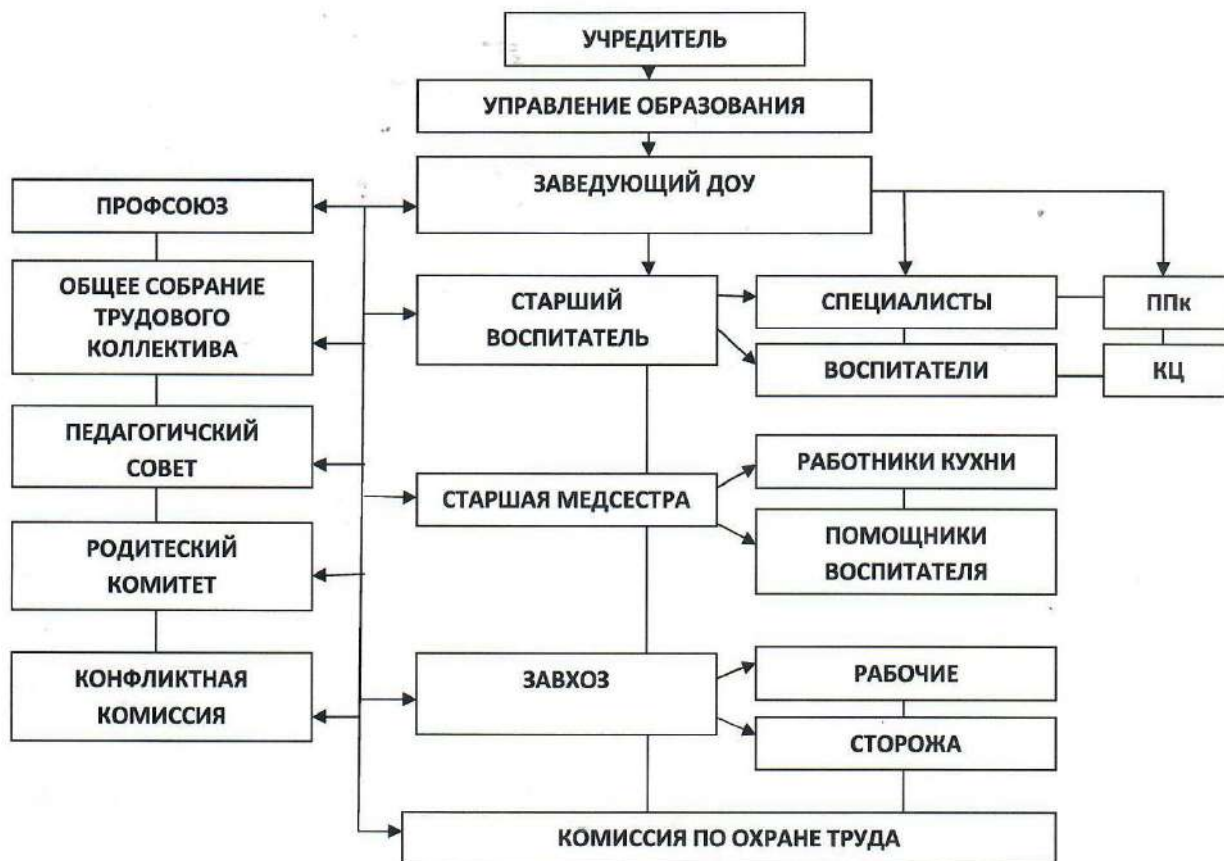 УЧРЕДИТЕЛЬ
УПРАВЛЕНИЕ ОБРАЗОВАНИЯ
ЗАВЕДУЮЩИЙ ДОУ
ПРОФСОЮЗ
ОБЩЕЕ СОБРАНИЕ
ТРУДОВОГО
КОЛЛЕКТИВА
СТАРШИЙ
ВОСПИТАТЕЛЬ
СПЕЦИАЛИСТЫ
ППк
ВОСПИТАТЕЛИ
КЦ
ПЕДАГОГИЧСКИЙ
СОВЕТ
СТАРШАЯ МЕДСЕСТРА
РАБОТНИКИ КУХНИ
ПОМОЩНИКИ
ВОСПИТАТЕЛЯ
РОДИТЕСКИЙ
КОМИТЕТ
КОНФЛИКТНАЯ
КОМИССИЯ
ЗАВХОЗ
РАБОЧИЕ
СТОРОЖА
КОМИССИЯ ПО ОХРАНЕ ТРУДА